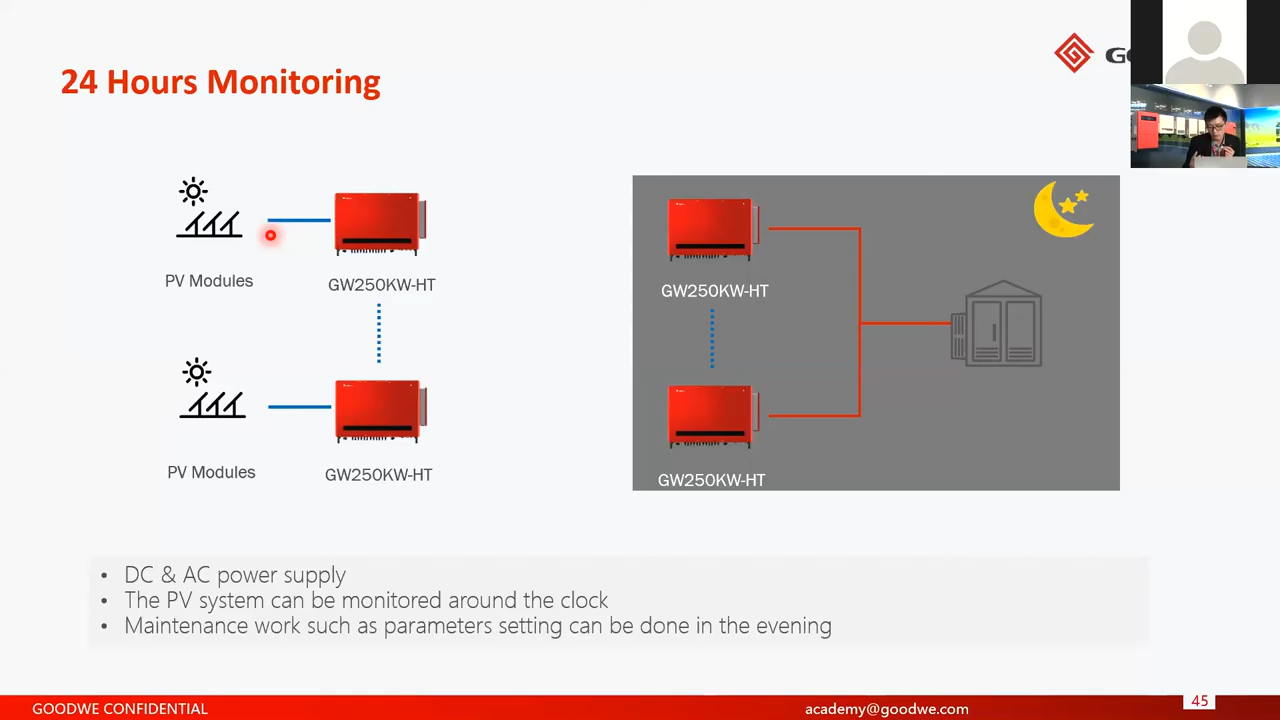 24 Hours Monitoring
PV Modules
GW250KW-HT
PV Modules
GW250KW-HT
GW250KW-HT
GW250KW-HT
• DC & AC power supply
• The PV system can be monitored around the clock
• Maintenance work such as parameters setting can be done in the evening
GOODWE CONFIDENTIAL
academy@goodwe.com
45